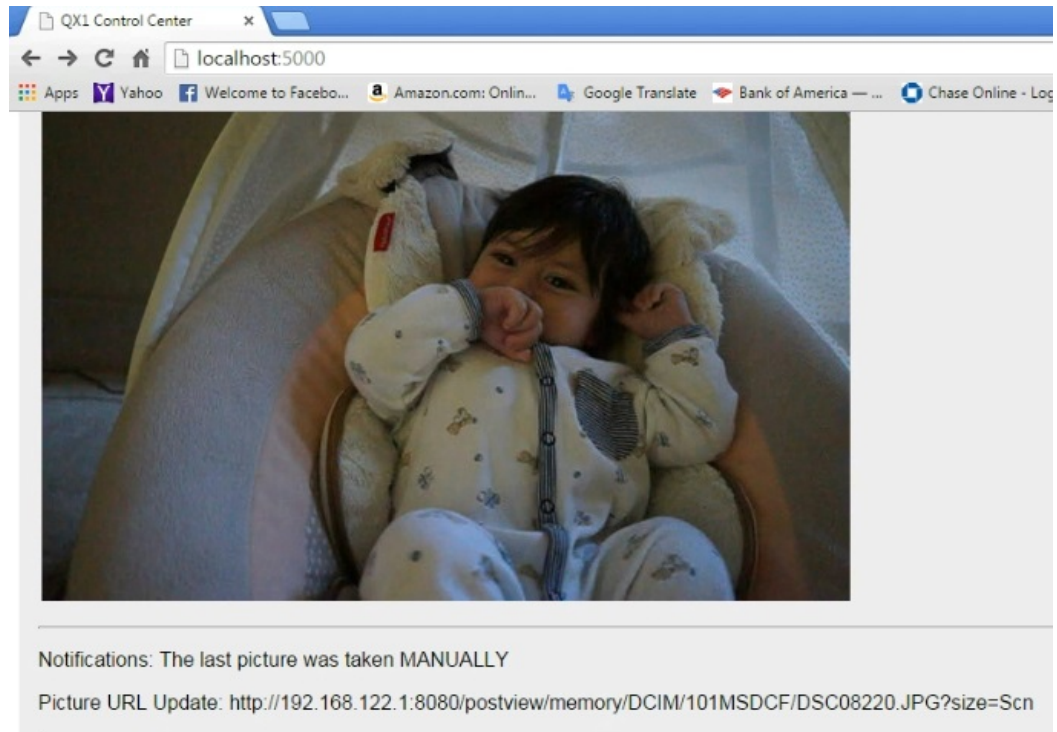 QX1 Control Center
localhost:5000
Apps Yahoo Welcome to Facebo... Amazon.com: Onlin... Google Translate Bank of America — ... Chase Online - Log
Notifications: The last picture was taken MANUALLY
Picture URL Update: http://192.168.122.1:8080/postview/memory/DCIM/101MSDCF/DSC08220.JPG?size=Scn